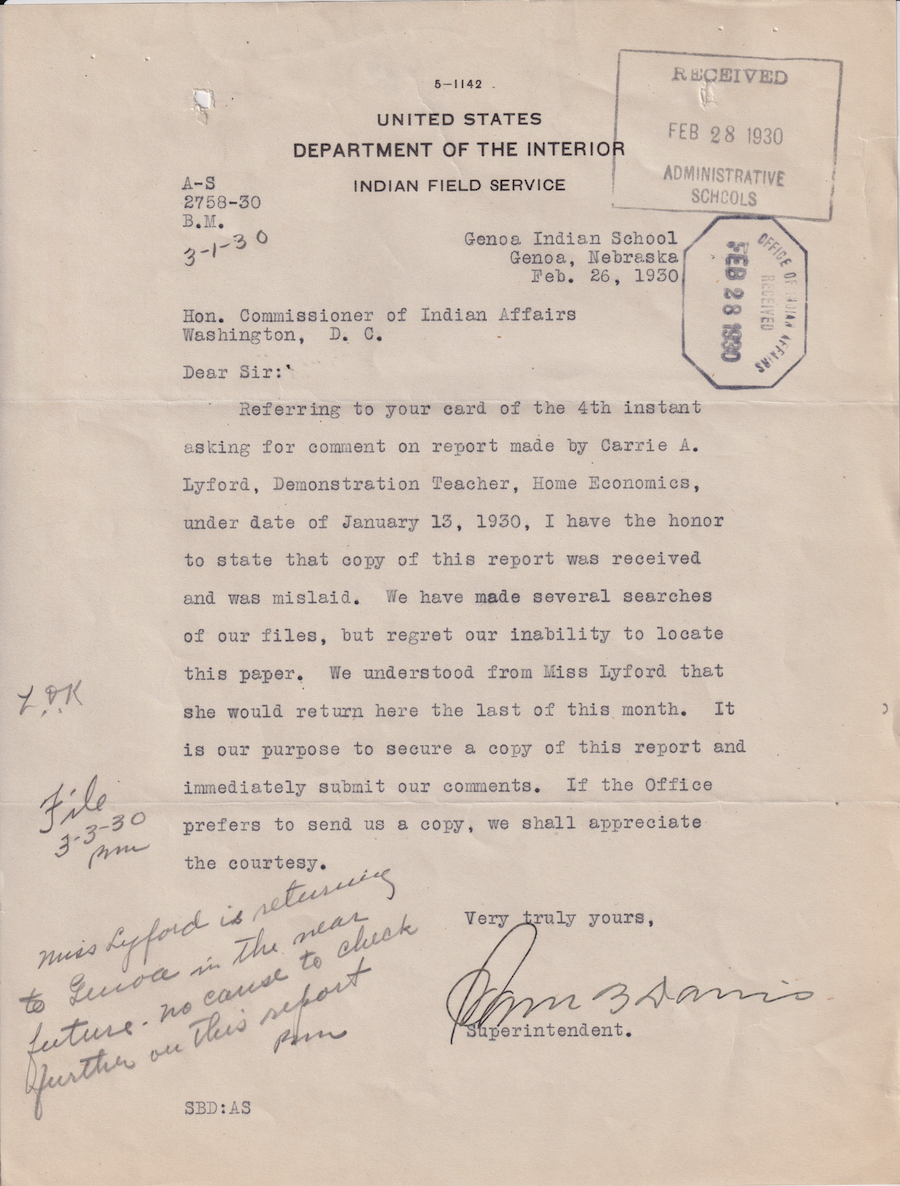 5-1142
UNITED STATES
DEPARTMENT OF THE INTERIOR
INDIAN FIELD SERVICE
RECEIVED
FEB 28 1930
ADMINISTRATIVE
SCHOOLS
A-S
2758-30
B.M.
3-1-30
Genoa Indian School
Genoa, Nebraska
Feb. 26, 1930
OFFICE OF INDIAN AFFAIRS
RECEIVED
FEB 28 1930
Hon. Commissioner of Indian Affairs
Washington, D. C.
Dear Sir:
Referring to your card of the 4th instant
asking for comment on report made by Carrie A.
Lyford, Demonstration Teacher, Home Economics,
under date of January 13, 1930, I have the honor
to state that copy of this report was received
and was mislaid. We have made several searches
of our files, but regret our inability to locate
this paper. We understood from Miss Lyford that
she would return here the last of this month. It
is our purpose to secure a copy of this report and
immediately submit our comments. If the Office
prefers to send us a copy, we shall appreciate
the courtesy.
File
3-3-30
Miss Lyford is returning
to Genoa in the near
future - no cause to check
further on this report
Very truly yours,
Sam B Davis
Superintendent.
SBD:AS